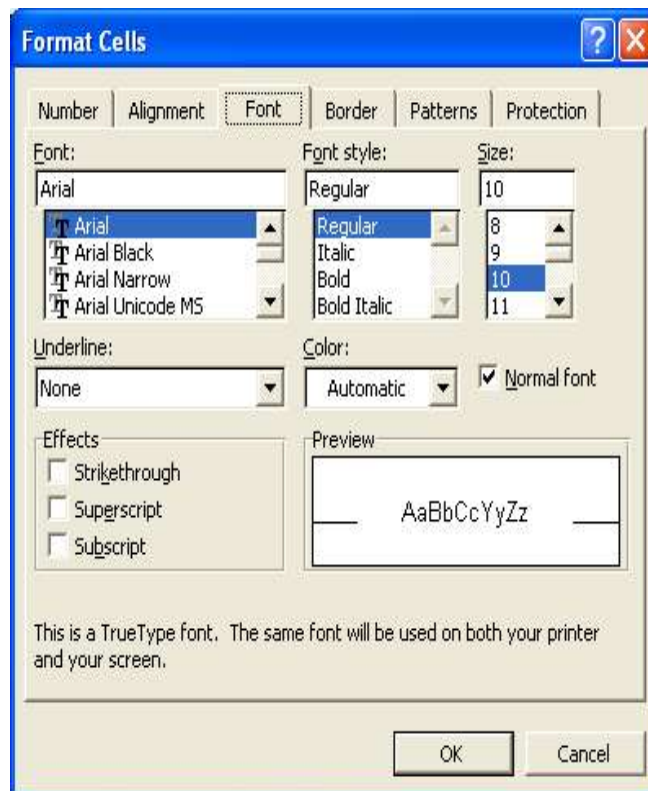 Format Cells
Number Alignment Font Border Patterns Protection
Font: Font style: Size:
Arial Regular 10
Arial Regular 8
Arial Black Italic 9
Arial Narrow Bold 10
Arial Unicode MS Bold Italic 11
Underline: Color:
None Automatic Normal font
Effects Preview
Strikethrough
Superscript AaBbCcYyZz
Subscript
This is a TrueType font. The same font will be used on both your printer
and your screen.
OK Cancel